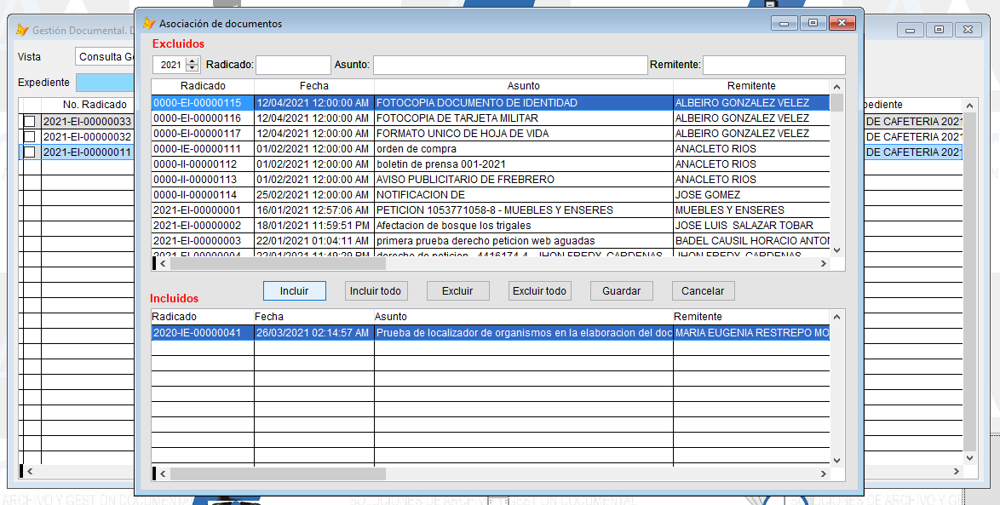 Gestión Documental.
Asociación de documentos
Vista
Consulta
Expediente
No. Radicado
2021-EI-00000033
2021-EI-00000032
2021-EI-00000011
Excluidos
2021 Radicado: Asunto: Remitente:
Radicado Fecha Asunto Remitente
0000-EI-00000115 12/04/2021 12:00:00 AM FOTOCOPIA DOCUMENTO DE IDENTIDAD ALBEIRO GONZALEZ VELEZ
0000-EI-00000116 12/04/2021 12:00:00 AM FOTOCOPIA DE TARJETA MILITAR ALBEIRO GONZALEZ VELEZ
0000-EI-00000117 12/04/2021 12:00:00 AM FORMATO UNICO DE HOJA DE VIDA ALBEIRO GONZALEZ VELEZ
0000-IE-00000111 01/02/2021 12:00:00 AM orden de compra ANACLETO RIOS
0000-II-00000112 01/02/2021 12:00:00 AM boletin de prensa 001-2021 ANACLETO RIOS
0000-II-00000113 01/02/2021 12:00:00 AM AVISO PUBLICITARIO DE FREBRERO ANACLETO RIOS
0000-II-00000114 25/02/2021 12:00:00 AM NOTIFICACION DE JOSE GOMEZ
2021-EI-00000001 16/01/2021 12:57:06 AM PETICION 1053771058-8 - MUEBLES Y ENSERES MUEBLES Y ENSERES
2021-EI-00000002 18/01/2021 11:59:51 PM Afectacion de bosque los trigales JOSE LUIS SALAZAR TOBAR
2021-EI-00000003 22/01/2021 01:04:11 AM primera prueba derecho peticion web aguadas BADEL CAUSIL HORACIO ANTON
2021-EI-00000004 22/01/2021 11:49:29 PM derecho de peticion - 4416174-4 - JHON FREDY CARDENAS JHON FREDY CARDENAS
Incluir Incluir todo Excluir Excluir todo Guardar Cancelar
Incluidos
Radicado Fecha Asunto Remitente
2020-IE-00000041 26/03/2021 02:14:57 AM Prueba de localizador de organismos en la elaboracion del doc MARIA EUGENIA RESTREPO MO
pediente
DE CAFETERIA 2021
DE CAFETERIA 2021
DE CAFETERIA 2021
ARCHIVO Y GESTIÓN DOCUMENTAL SOLUCIONES DE ARCHIVO Y GESTIÓN DOCUMENTAL SOLUCIONES DE ARCHIVO Y